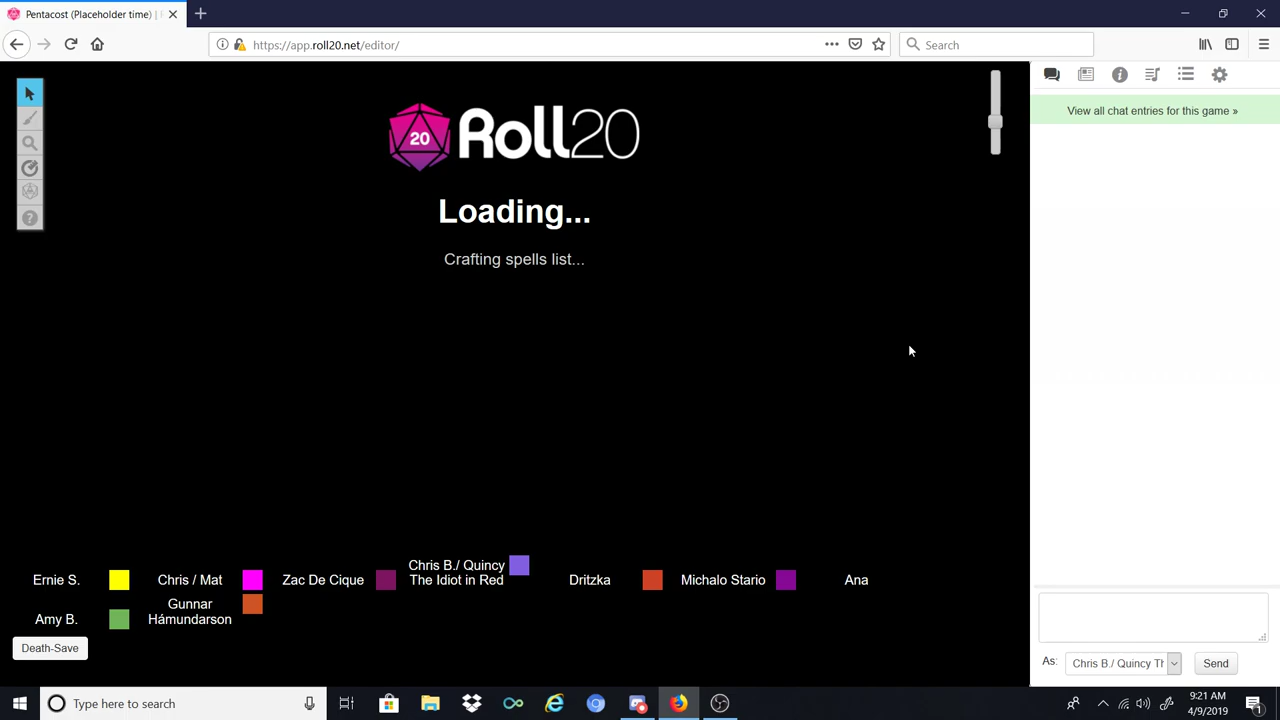 Pentacost (Placeholder time) |
https://app.roll20.net/editor/
Search
20
Roll20
Loading...
Crafting spells list...
View all chat entries for this game »
Chris B./ Quincy
Ernie S.
Chris / Mat
Zac De Cique
The Idiot in Red
Dritzka
Michalo Stario
Ana
Gunnar
Amy B.
Hámundarson
Death-Save
As:
Chris B./ Quincy Th
Send
Type here to search
9:21 AM
4/9/2019
1